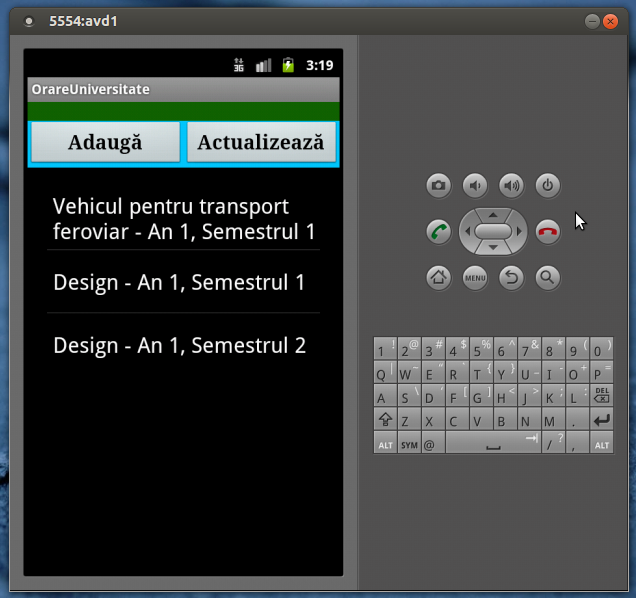 5554:avd1
3G 3:19
OrareUniversitate
Adaugă Actualizează
Vehicul pentru transport
feroviar - An 1, Semestrul 1
Design - An 1, Semestrul 1
Design - An 1, Semestrul 2
MENU
1 ! 2 @ 3 # 4 $ 5 % 6 ^ 7 & 8 * 9 ( 0 )
Q | W ~ E " R ` T { Y } U _ I - O + P =
A S \ D ' F [ G ] H < J > K ; L : DEL
Z X C V B N M .
ALT SYM @ / ? , ALT